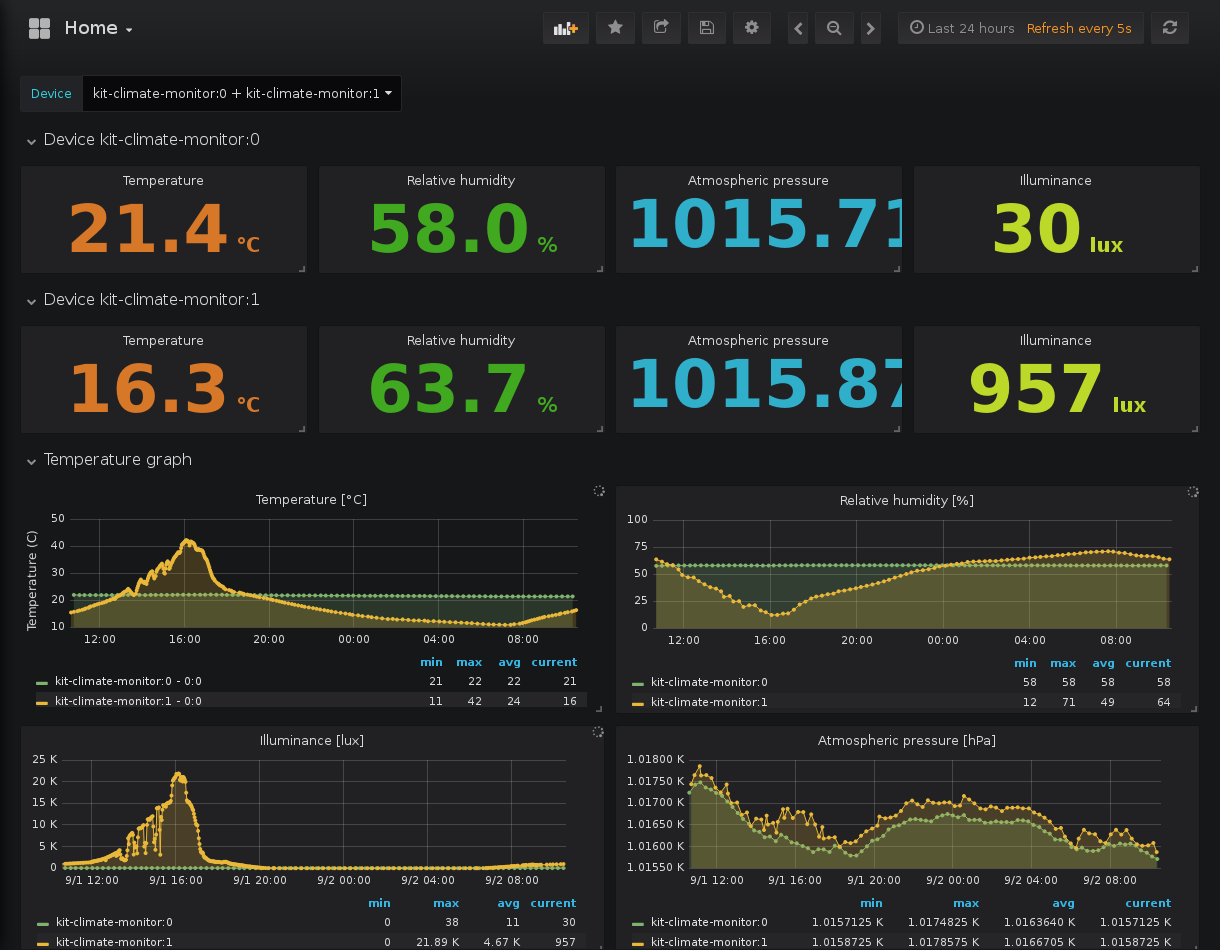 Home
Last 24 hours Refresh every 5s
Device kit-climate-monitor:0 + kit-climate-monitor:1
Device kit-climate-monitor:0
Temperature Relative humidity Atmospheric pressure Illuminance
21.4 °C 58.0 % 1015.71 30 lux
Device kit-climate-monitor:1
Temperature Relative humidity Atmospheric pressure Illuminance
16.3 °C 63.7 % 1015.87 957 lux
Temperature graph
Temperature [°C]
Temperature (C)
50
40
30
20
10
12:00 16:00 20:00 00:00 04:00 08:00
min max avg current
kit-climate-monitor:0 - 0:0 21 22 22 21
kit-climate-monitor:1 - 0:0 11 42 24 16
Relative humidity [%]
100
75
50
25
0
12:00 16:00 20:00 00:00 04:00 08:00
min max avg current
kit-climate-monitor:0 58 58 58 58
kit-climate-monitor:1 12 71 49 64
Illuminance [lux]
25 K
20 K
15 K
10 K
5 K
0
9/1 12:00 9/1 16:00 9/1 20:00 9/2 00:00 9/2 04:00 9/2 08:00
min max avg current
kit-climate-monitor:0 0 38 11 30
kit-climate-monitor:1 0 21.89 K 4.67 K 957
Atmospheric pressure [hPa]
1.01800 K
1.01750 K
1.01700 K
1.01650 K
1.01600 K
1.01550 K
9/1 12:00 9/1 16:00 9/1 20:00 9/2 00:00 9/2 04:00 9/2 08:00
min max avg current
kit-climate-monitor:0 1.0157125 K 1.0174825 K 1.0163640 K 1.0157125 K
kit-climate-monitor:1 1.0158725 K 1.0178575 K 1.0166705 K 1.0158725 K